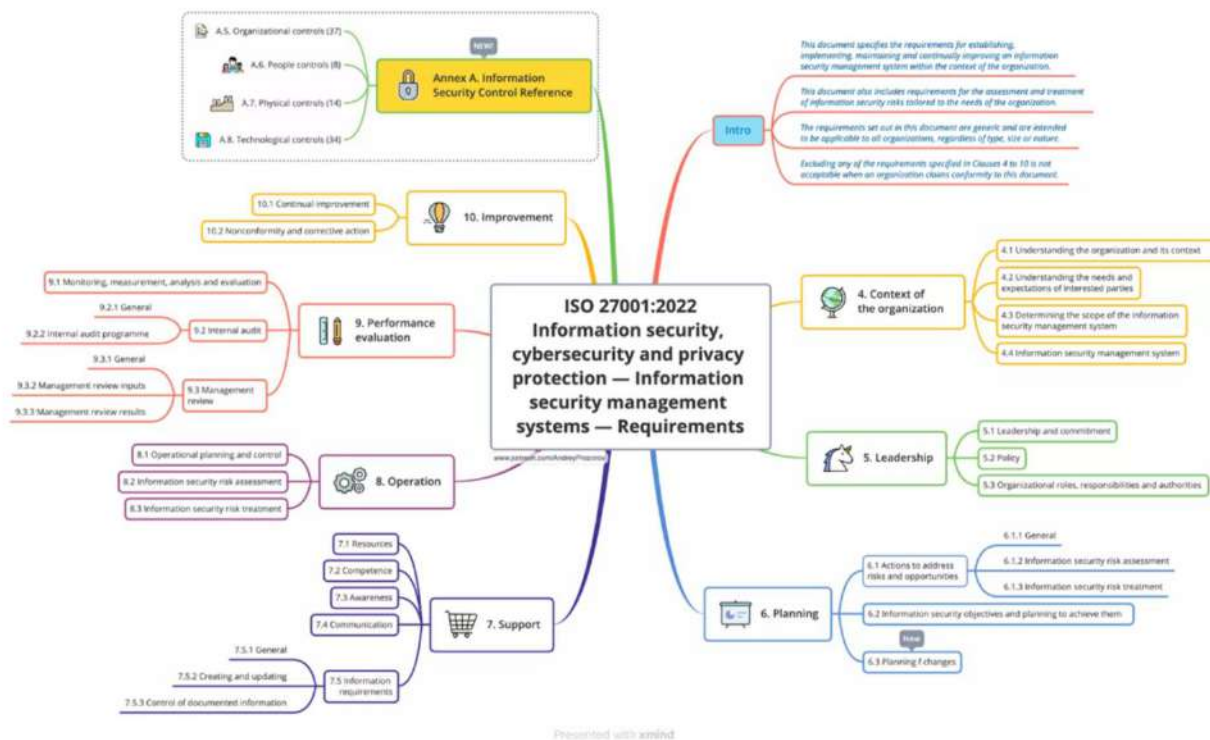 A.5. Organizational controls (37)
A.6. People controls (8)
A.7. Physical controls (14)
A.8. Technological controls (34)
NEW!
Annex A. Information
Security Control Reference
Intro
This document specifies the requirements for establishing,
implementing, maintaining and continually improving an information
security management system within the context of the organization.
This document also includes requirements for the assessment and treatment
of information security risks tailored to the needs of the organization.
The requirements set out in this document are generic and are intended
to be applicable to all organizations, regardless of type, size or nature.
Excluding any of the requirements specified in Clauses 4 to 10 is not
acceptable when an organization claims conformity to this document.
10.1 Continual improvement
10.2 Nonconformity and corrective action
10. Improvement
9.1 Monitoring, measurement, analysis and evaluation
9.2.1 General
9.2.2 Internal audit programme
9.2 Internal audit
9.3.1 General
9.3.2 Management review inputs
9.3.3 Management review results
9.3 Management
review
9. Performance
evaluation
ISO 27001:2022
Information security,
cybersecurity and privacy
protection — Information
security management
systems — Requirements
4. Context of
the organization
4.1 Understanding the organization and its context
4.2 Understanding the needs and
expectations of interested parties
4.3 Determining the scope of the information
security management system
4.4 Information security management system
8.1 Operational planning and control
8.2 Information security risk assessment
8.3 Information security risk treatment
8. Operation
5. Leadership
5.1 Leadership and commitment
5.2 Policy
5.3 Organizational roles, responsibilities and authorities
7.1 Resources
7.2 Competence
7.3 Awareness
7.4 Communication
7.5.1 General
7.5.2 Creating and updating
7.5.3 Control of documented information
7.5 Information
requirements
7. Support
6. Planning
6.1 Actions to address
risks and opportunities
6.1.1 General
6.1.2 Information security risk assessment
6.1.3 Information security risk treatment
6.2 Information security objectives and planning to achieve them
New
6.3 Planning f changes
Presented with xmind